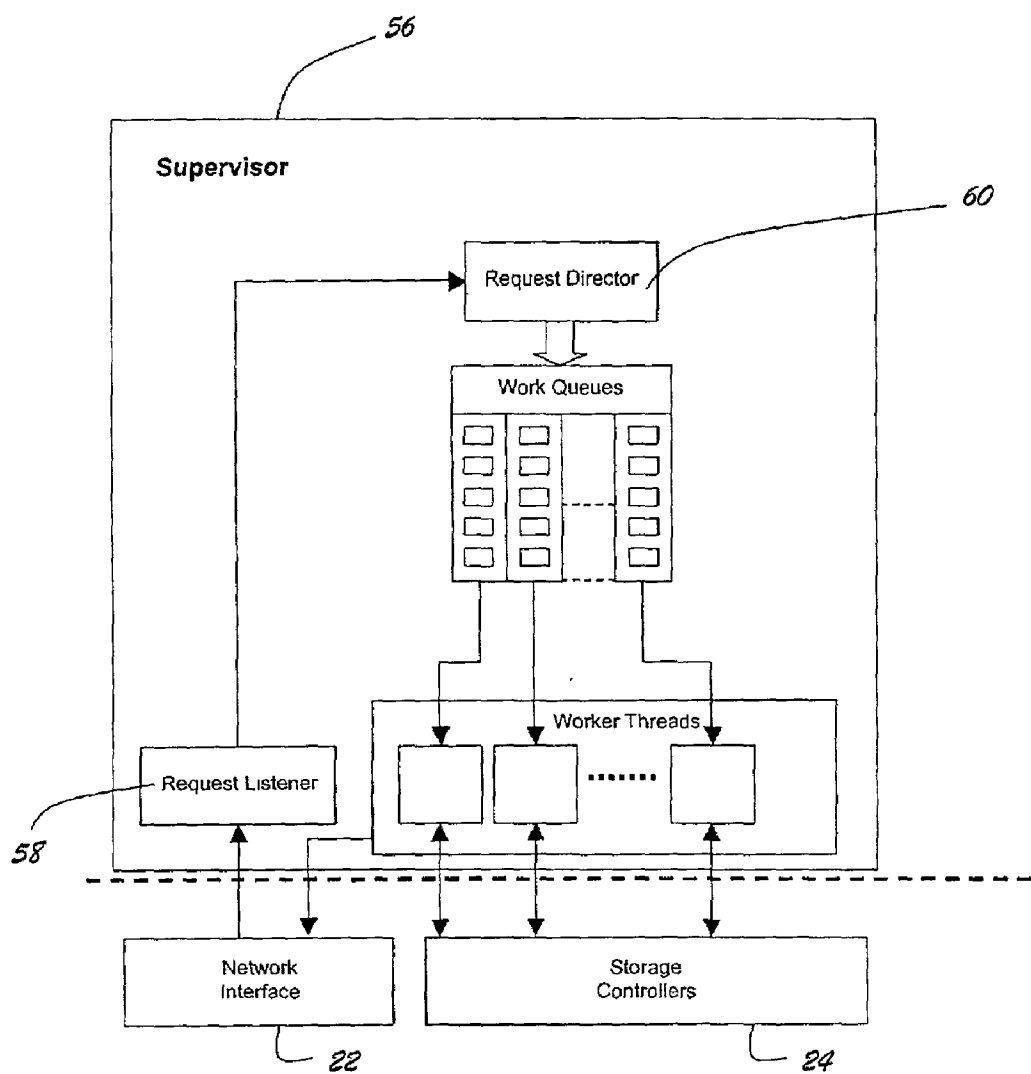 56
Supervisor
60
Request Director
Work Queues
Worker Threads
Request Listener
58
Network
Interface
Storage
Controllers
22
24